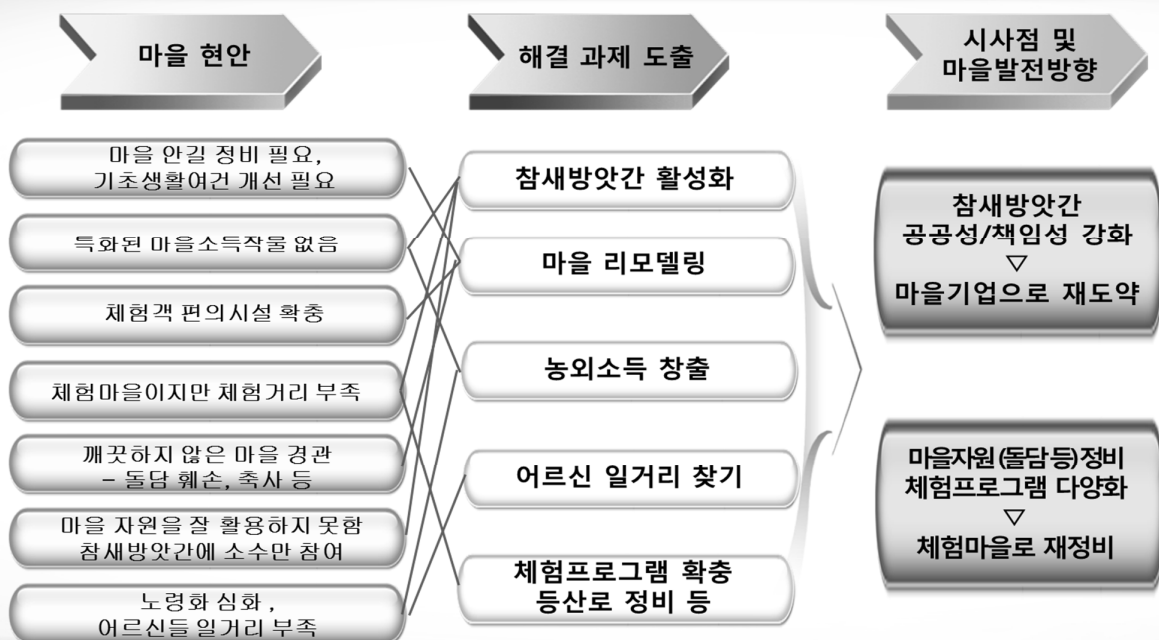 마을 현안
해결 과제 도출
시사점 및
마을발전방향
마을 안길 정비 필요,
기초생활여건 개선 필요
특화된 마을소득작물 없음
체험객 편의시설 확충
체험마을이지만 체험거리 부족
깨끗하지 않은 마을 경관
– 돌담 훼손, 축사 등
마을 자원을 잘 활용하지 못함
참새방앗간에 소수만 참여
노령화 심화 ,
어르신들 일거리 부족
참새방앗간 활성화
마을 리모델링
농외소득 창출
어르신 일거리 찾기
체험프로그램 확충
등산로 정비 등
참새방앗간
공공성/책임성 강화
▽
마을기업으로 재도약
마을자원(돌담 등)정비
체험프로그램 다양화
▽
체험마을로 재정비